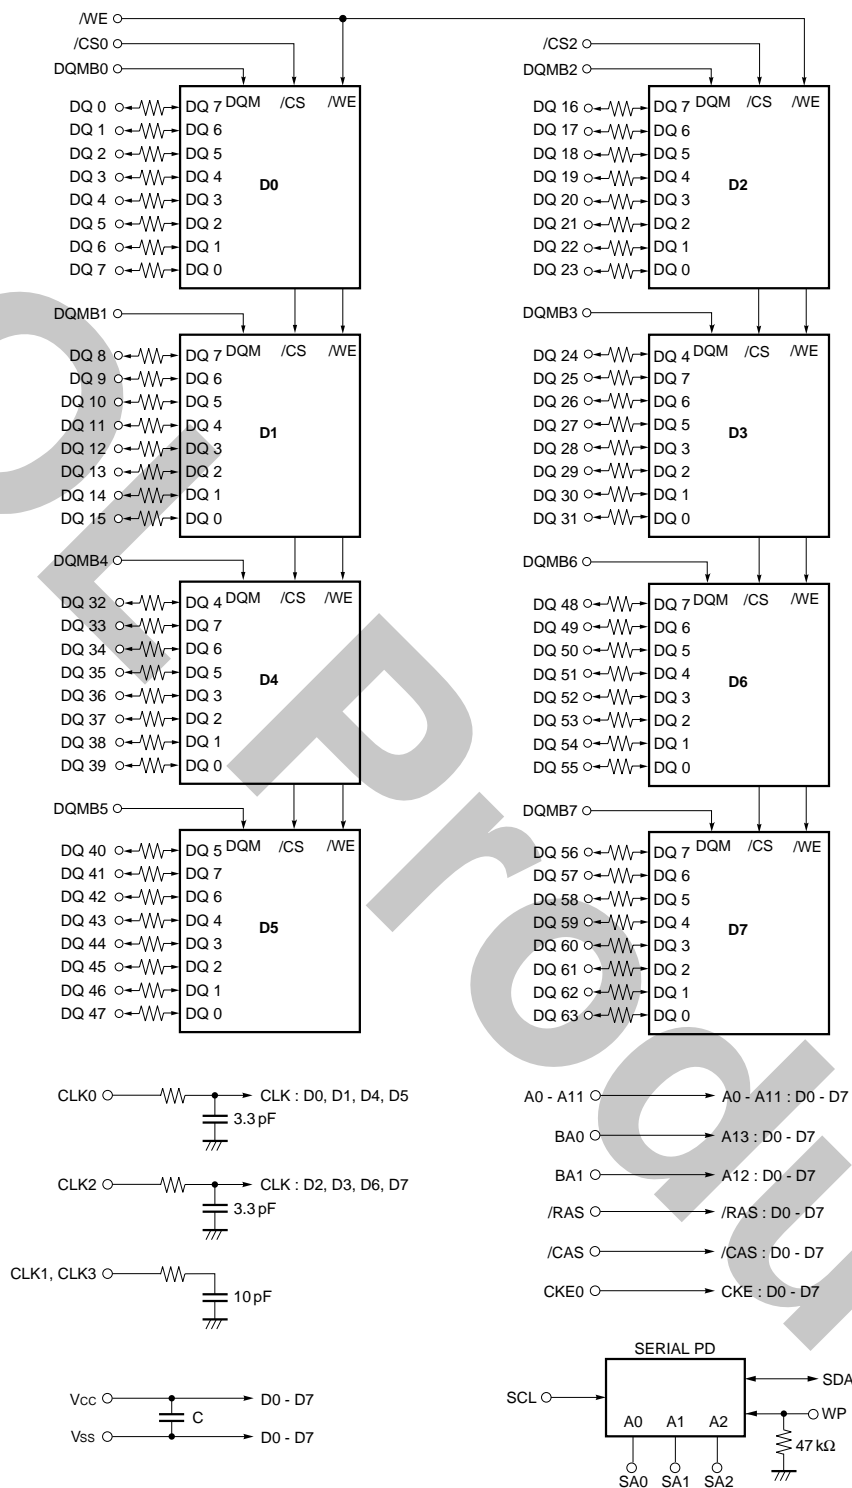 /WE
/CS0
DQMB0
DQM /CS /WE
DQ 0 DQ 7
DQ 1 DQ 6
DQ 2 DQ 5
DQ 3 DQ 4
DQ 4 DQ 3
DQ 5 DQ 2
DQ 6 DQ 1
DQ 7 DQ 0
D0
DQMB1
DQM /CS /WE
DQ 8 DQ 7
DQ 9 DQ 6
DQ 10 DQ 5
DQ 11 DQ 4
DQ 12 DQ 3
DQ 13 DQ 2
DQ 14 DQ 1
DQ 15 DQ 0
D1
DQMB4
DQM /CS /WE
DQ 32 DQ 4
DQ 33 DQ 7
DQ 34 DQ 6
DQ 35 DQ 5
DQ 36 DQ 3
DQ 37 DQ 2
DQ 38 DQ 1
DQ 39 DQ 0
D4
DQMB5
DQM /CS /WE
DQ 40 DQ 5
DQ 41 DQ 7
DQ 42 DQ 6
DQ 43 DQ 4
DQ 44 DQ 3
DQ 45 DQ 2
DQ 46 DQ 1
DQ 47 DQ 0
D5
/CS2
DQMB2
DQM /CS /WE
DQ 16 DQ 7
DQ 17 DQ 6
DQ 18 DQ 5
DQ 19 DQ 4
DQ 20 DQ 3
DQ 21 DQ 2
DQ 22 DQ 1
DQ 23 DQ 0
D2
DQMB3
DQM /CS /WE
DQ 24 DQ 4
DQ 25 DQ 7
DQ 26 DQ 6
DQ 27 DQ 5
DQ 28 DQ 3
DQ 29 DQ 2
DQ 30 DQ 1
DQ 31 DQ 0
D3
DQMB6
DQM /CS /WE
DQ 48 DQ 7
DQ 49 DQ 6
DQ 50 DQ 5
DQ 51 DQ 4
DQ 52 DQ 3
DQ 53 DQ 2
DQ 54 DQ 1
DQ 55 DQ 0
D6
DQMB7
DQM /CS /WE
DQ 56 DQ 7
DQ 57 DQ 6
DQ 58 DQ 5
DQ 59 DQ 4
DQ 60 DQ 3
DQ 61 DQ 2
DQ 62 DQ 1
DQ 63 DQ 0
D7
CLK0 CLK : D0, D1, D4, D5
3.3 pF
CLK2 CLK : D2, D3, D6, D7
3.3 pF
CLK1, CLK3
10 pF
Vcc D0 - D7
C
Vss D0 - D7
A0 - A11 A0 - A11 : D0 - D7
BA0 A13 : D0 - D7
BA1 A12 : D0 - D7
/RAS /RAS : D0 - D7
/CAS /CAS : D0 - D7
CKE0 CKE : D0 - D7
SERIAL PD
SCL SDA
WP
A0 A1 A2
47 kΩ
SA0 SA1 SA2
L Produ